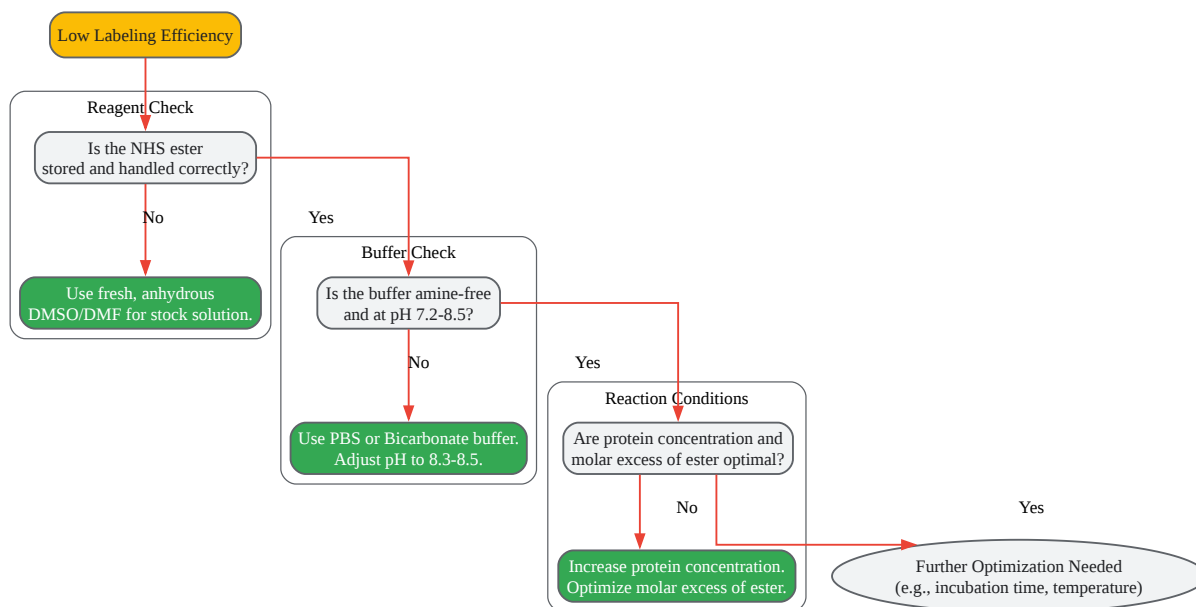 Low Labeling Efficiency
Reagent Check
Is the NHS ester
stored and handled correctly?
No
Yes
Use fresh, anhydrous
DMSO/DMF for stock solution.
Buffer Check
Is the buffer amine-free
and at pH 7.2-8.5?
No
Yes
Use PBS or Bicarbonate buffer.
Adjust pH to 8.3-8.5.
Reaction Conditions
Are protein concentration and
molar excess of ester optimal?
No
Yes
Increase protein concentration.
Optimize molar excess of ester.
Further Optimization Needed
(e.g., incubation time, temperature)